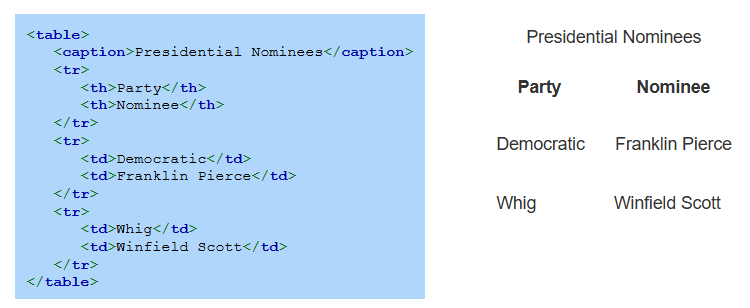 <table>
<caption>Presidential Nominees</caption>
<tr>
<th>Party</th>
<th>Nominee</th>
</tr>
<tr>
<td>Democratic</td>
<td>Franklin Pierce</td>
</tr>
<tr>
<td>Whig</td>
<td>Winfield Scott</td>
</tr>
</table>
Presidential Nominees
Party Nominee
Democratic Franklin Pierce
Whig Winfield Scott